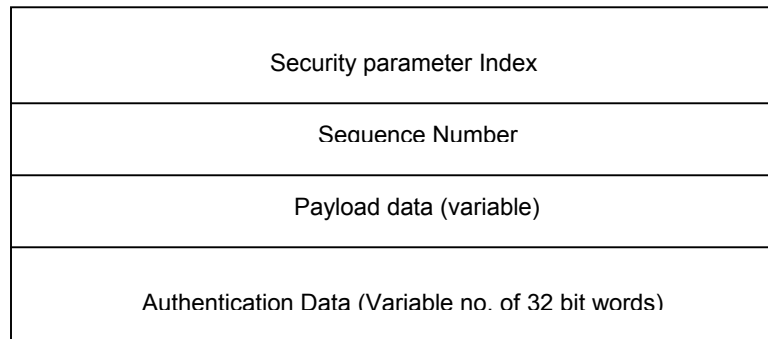 Security parameter Index
Sequence Number
Payload data (variable)
Authentication Data (Variable no. of 32 bit words)